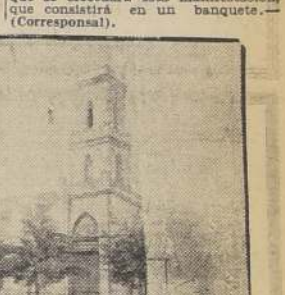 que consistirá en un banquete.—
(Corresponsal).